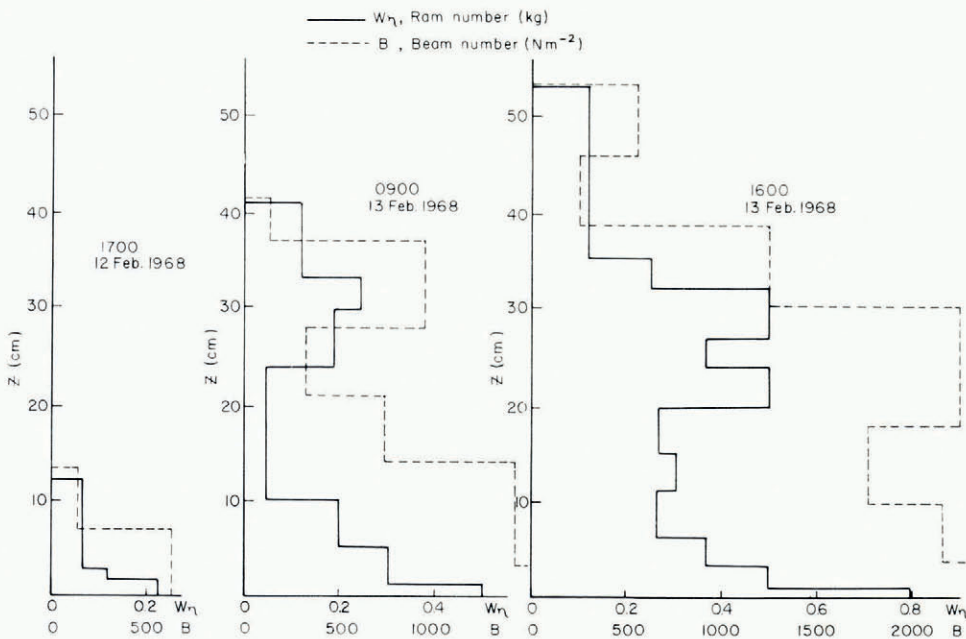 Wη, Ram number (kg)
B , Beam number (Nm⁻²)
50
40
30
20
10
Z (cm)
1700
12 Feb. 1968
0 0.2 Wη
0 500 B
50
40
30
20
10
Z (cm)
0900
13 Feb. 1968
0 0.2 0.4 Wη
0 500 1000 B
50
40
30
20
10
Z (cm)
1600
13 Feb. 1968
0 0.2 0.4 0.6 0.8 Wη
0 500 1000 1500 2000 B